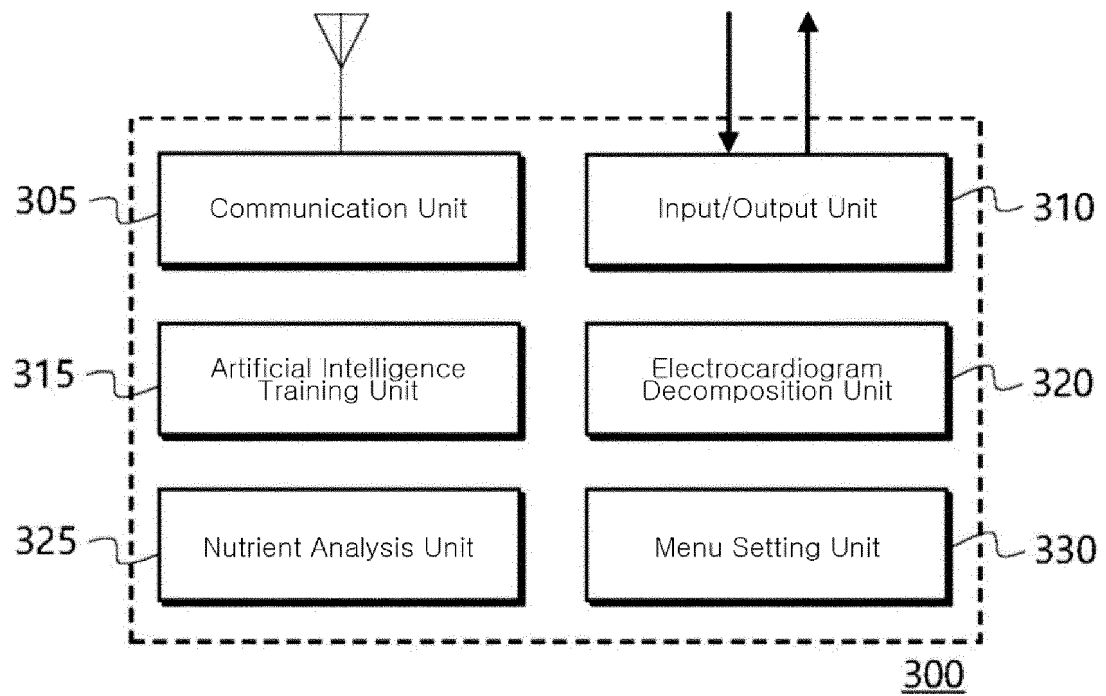 305
Communication Unit
Input/Output Unit
310
315
Artificial Intelligence
Training Unit
Electrocardiogram
Decomposition Unit
320
325
Nutrient Analysis Unit
Menu Setting Unit
330
300